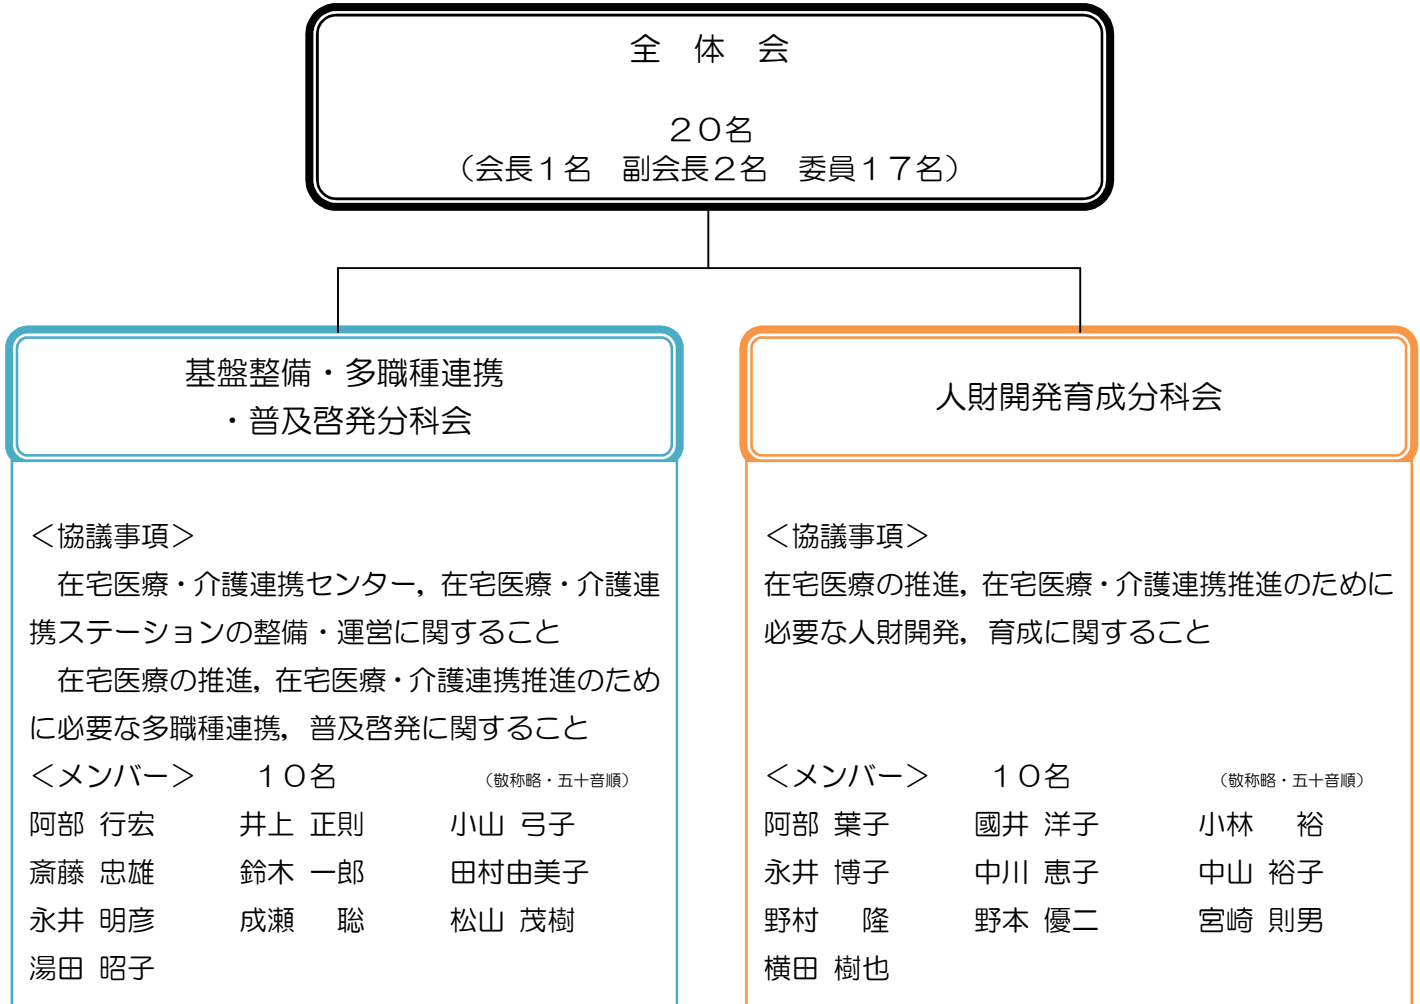 全　体　会
２０名
（会長１名　副会長２名　委員１７名）
基盤整備・多職種連携
・普及啓発分科会
＜協議事項＞
　在宅医療・介護連携センター，在宅医療・介護連
携ステーションの整備・運営に関すること
　在宅医療の推進，在宅医療・介護連携推進のため
に必要な多職種連携，普及啓発に関すること
＜メンバー＞　　１０名　　（敬称略・五十音順）
阿部 行宏　　井上 正則　　小山 弓子
斎藤 忠雄　　鈴木 一郎　　田村由美子
永井 明彦　　成瀬　聡　　松山 茂樹
湯田 昭子
人財開発育成分科会
＜協議事項＞
在宅医療の推進，在宅医療・介護連携推進のために
必要な人財開発，育成に関すること
＜メンバー＞　　１０名　　（敬称略・五十音順）
阿部 葉子　　國井 洋子　　小林　裕
永井 博子　　中川 恵子　　中山 裕子
野村　隆　　野本 優二　　宮崎 則男
横田 樹也